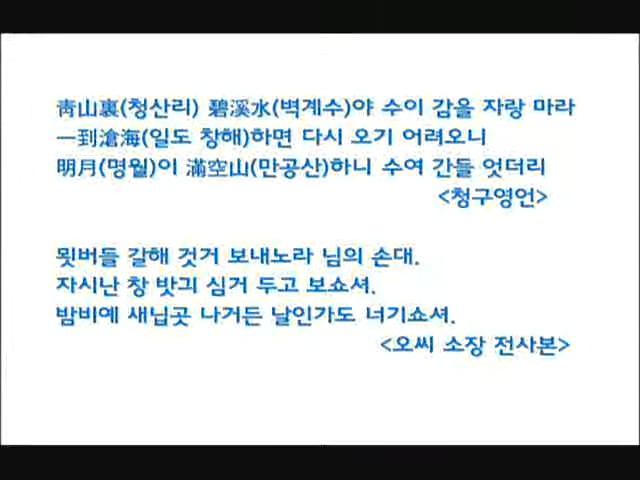 靑山裏(청산리) 碧溪水(벽계수)야 수이 감을 자랑 마라
一到滄海(일도 창해)하면 다시 오기 어려오니
明月(명월)이 滿空山(만공산)하니 수여 간들 엇더리
<청구영언>
묏버들 갈해 것거 보내노라 님의 손대.
자시난 창 밧긔 심거 두고 보쇼셔.
밤비예 새닙곳 나거든 날인가도 너기쇼셔.
<오씨 소장 전사본>